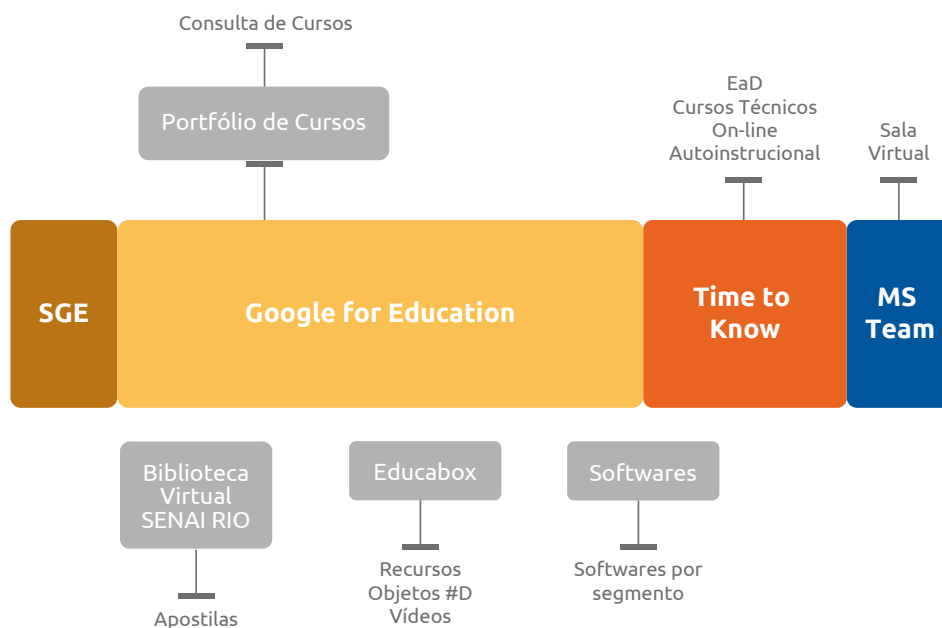 Consulta de Cursos
Portfólio de Cursos
EaD
Cursos Técnicos
On-line
Autoinstrucional
Sala
Virtual
SGE
Google for Education
Time to
Know
MS
Team
Biblioteca
Virtual
SENAI RIO
Apostilas
Educabox
Recursos
Objetos #D
Vídeos
Softwares
Softwares por
segmento